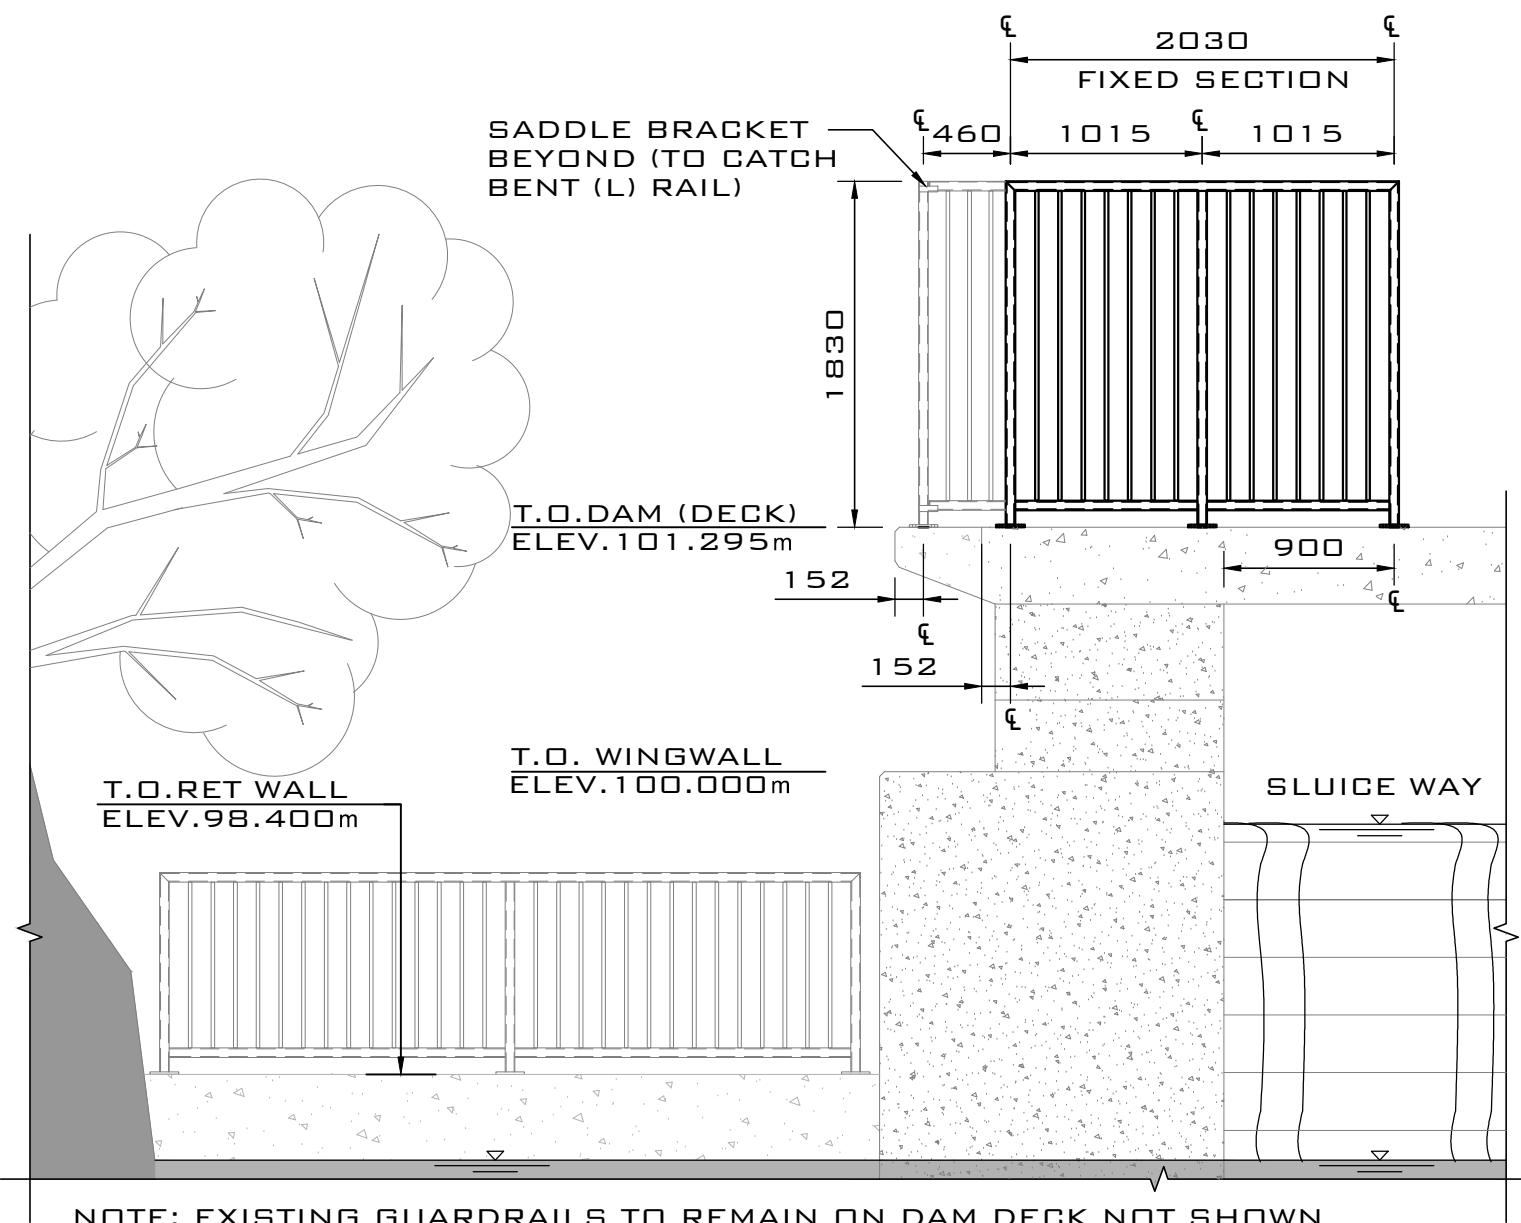 ℄ ℄
2030
FIXED SECTION
℄ ℄
460 1015 1015
SADDLE BRACKET
BEYOND (TO CATCH
BENT (L) RAIL)
1830
T.O.DAM (DECK)
ELEV.101.295m
900
152
℄
℄
152
℄
T.O. WINGWALL
ELEV.100.000m
T.O.RET WALL
ELEV.98.400m
SLUICE WAY
NOTE: EXISTING GUARDRAILS TO REMAIN ON DAM DECK NOT SHOWN